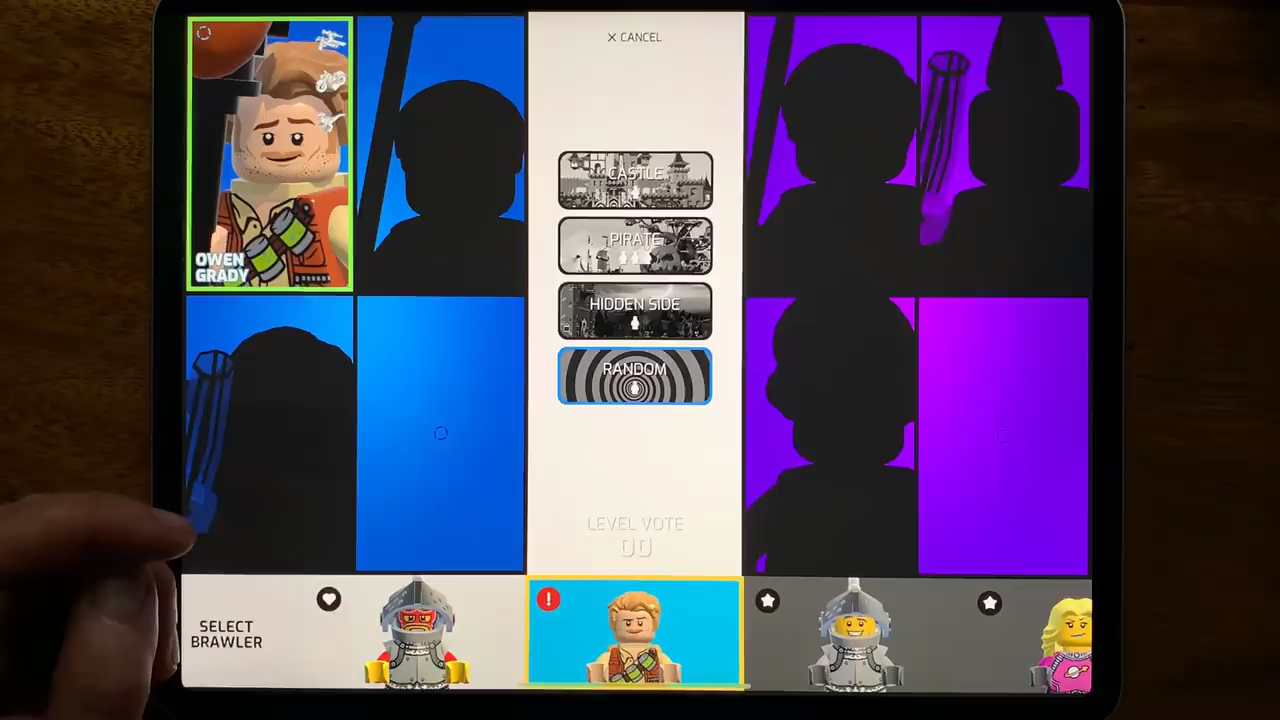 OWEN
GRADY
✕ CANCEL
CASTLE
PIRATE
HIDDEN SIDE
RANDOM
LEVEL VOTE
00
SELECT
BRAWLER
!